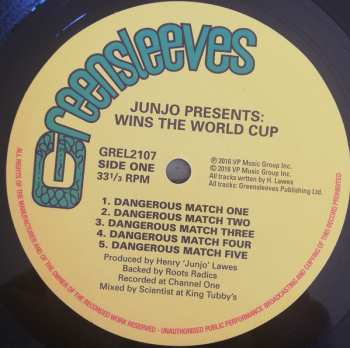 Greensleeves
JUNJO PRESENTS:
WINS THE WORLD CUP
GREL2107
SIDE ONE
33 1/3 RPM
℗ 2016 VP Music Group Inc.
© 2016 VP Music Group Inc.
All tracks written by H. Lawes
All tracks: Greensleeves Publishing Ltd.
1. DANGEROUS MATCH ONE
2. DANGEROUS MATCH TWO
3. DANGEROUS MATCH THREE
4. DANGEROUS MATCH FOUR
5. DANGEROUS MATCH FIVE
Produced by Henry 'Junjo' Lawes
Backed by Roots Radics
Recorded at Channel One
Mixed by Scientist at King Tubby's
ALL RIGHTS OF THE MANUFACTURER AND OF THE OWNER OF THE RECORDED WORK RESERVED - UNAUTHORISED PUBLIC PERFORMANCE BROADCASTING AND COPYING OF THIS RECORD PROHIBITED